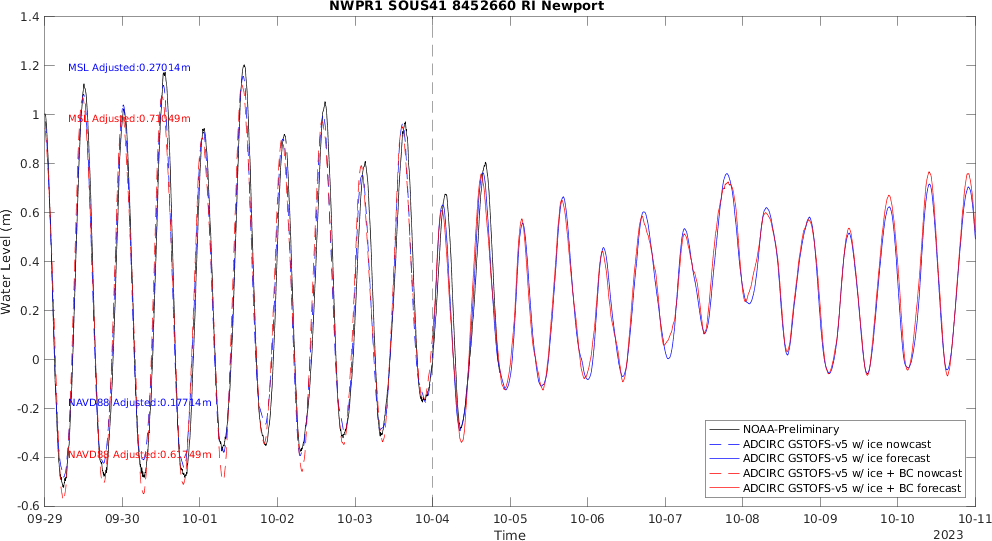 NWPR1 SOUS41 8452660 RI Newport
1.4
1.2
1
0.8
0.6
0.4
0.2
0
-0.2
-0.4
-0.6
Water Level (m)
MSL Adjusted:0.27014m
NAVD88 Adjusted:0.17714m
NOAA-Preliminary
ADCIRC GSTOFS-v5 w/ ice nowcast
ADCIRC GSTOFS-v5 w/ ice forecast
ADCIRC GSTOFS-v5 w/ ice + BC nowcast
ADCIRC GSTOFS-v5 w/ ice + BC forecast
MSL Adjusted:0.71049m
NAVD88 Adjusted:0.61749m
09-29 09-30 10-01 10-02 10-03 10-04 10-05 10-06 10-07 10-08 10-09 10-10 10-11
Time
2023